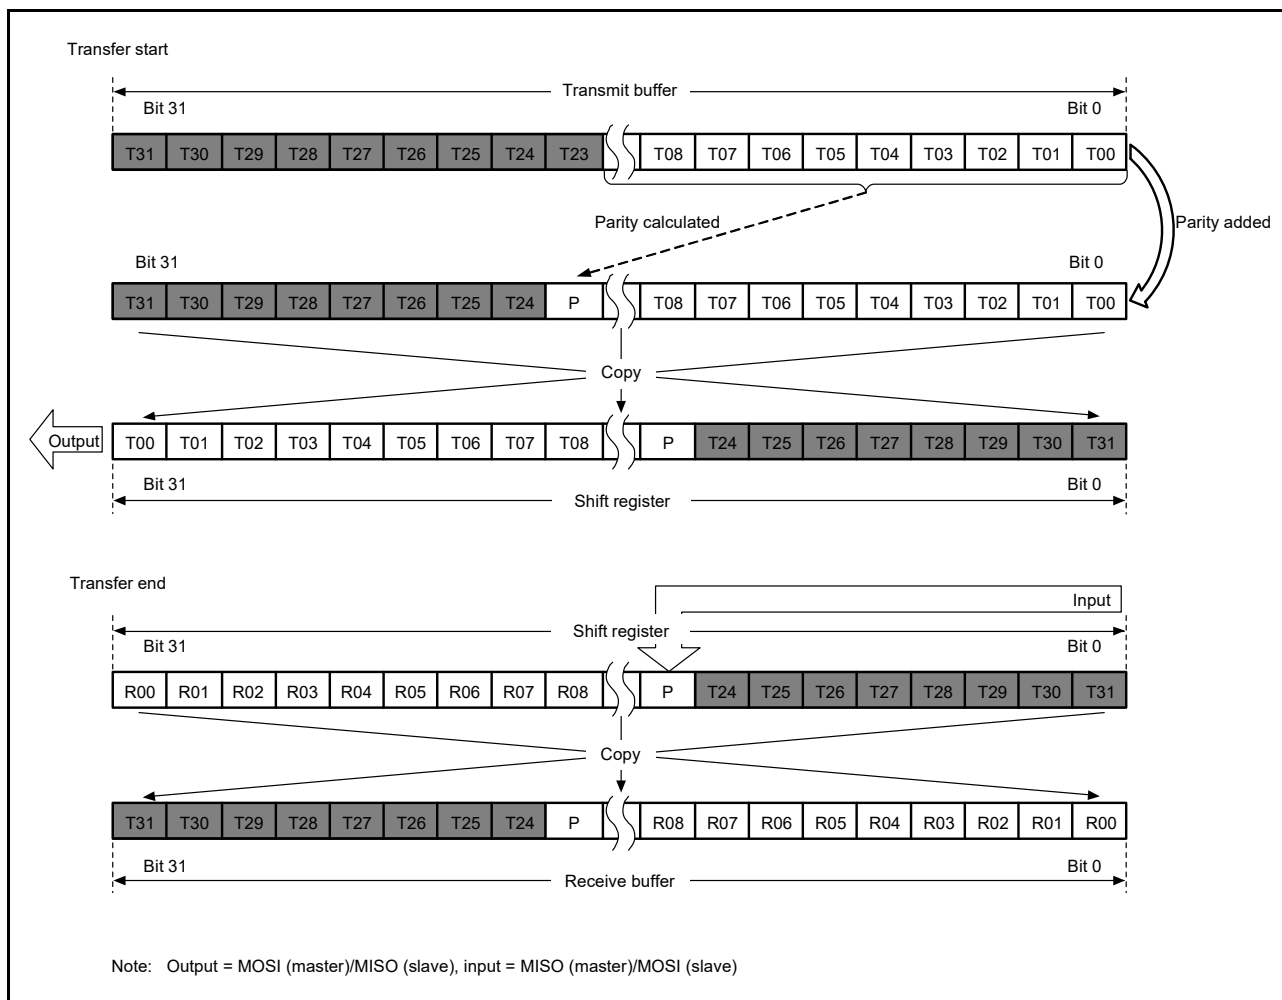 Transfer start
Transmit buffer
Bit 31 Bit 0
T31 T30 T29 T28 T27 T26 T25 T24 T23 T08 T07 T06 T05 T04 T03 T02 T01 T00
Parity calculated Parity added
Bit 31 Bit 0
T31 T30 T29 T28 T27 T26 T25 T24 P T08 T07 T06 T05 T04 T03 T02 T01 T00
Copy
Output T00 T01 T02 T03 T04 T05 T06 T07 T08 P T24 T25 T26 T27 T28 T29 T30 T31
Bit 31 Bit 0
Shift register
Transfer end
Input
Shift register
Bit 31 Bit 0
R00 R01 R02 R03 R04 R05 R06 R07 R08 P T24 T25 T26 T27 T28 T29 T30 T31
Copy
T31 T30 T29 T28 T27 T26 T25 T24 P R08 R07 R06 R05 R04 R03 R02 R01 R00
Bit 31 Bit 0
Receive buffer
Note: Output = MOSI (master)/MISO (slave), input = MISO (master)/MOSI (slave)